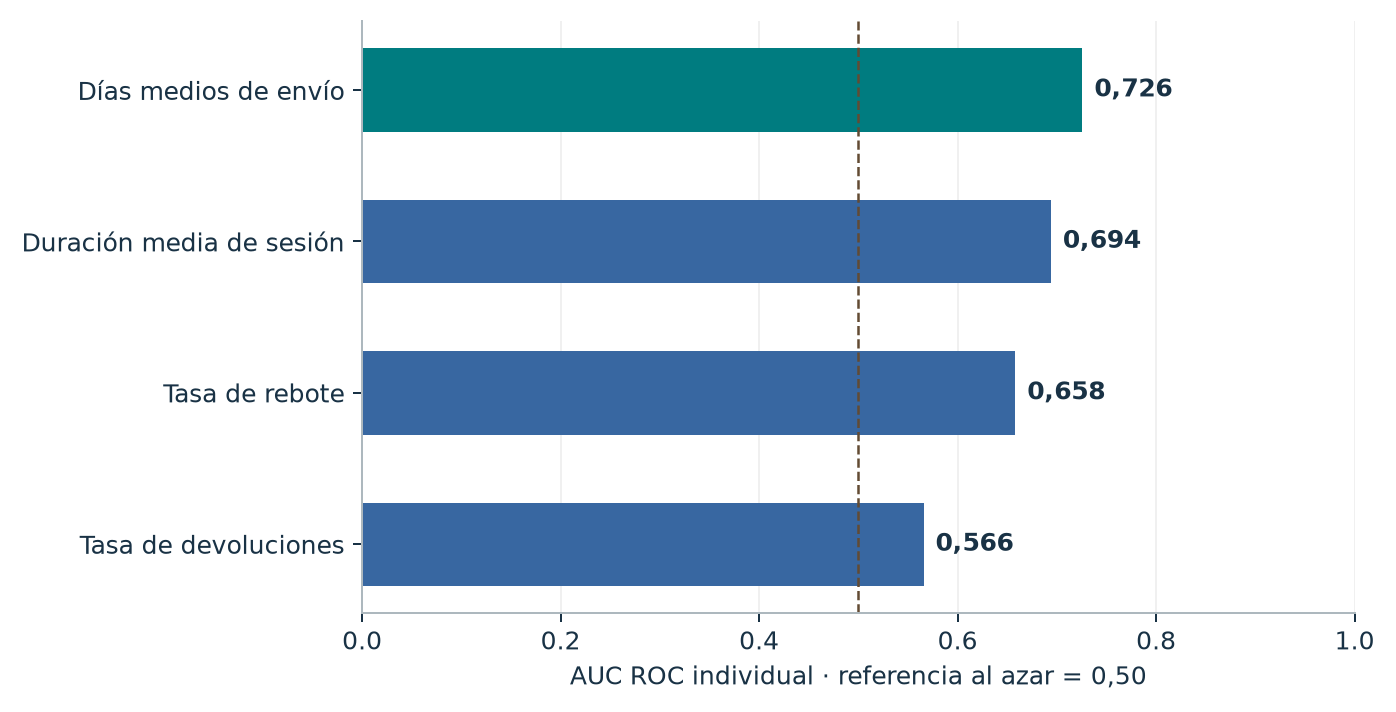 Días medios de envío
0,726
Duración media de sesión
0,694
Tasa de rebote
0,658
Tasa de devoluciones
0,566
0.0 0.2 0.4 0.6 0.8 1.0
AUC ROC individual · referencia al azar = 0,50